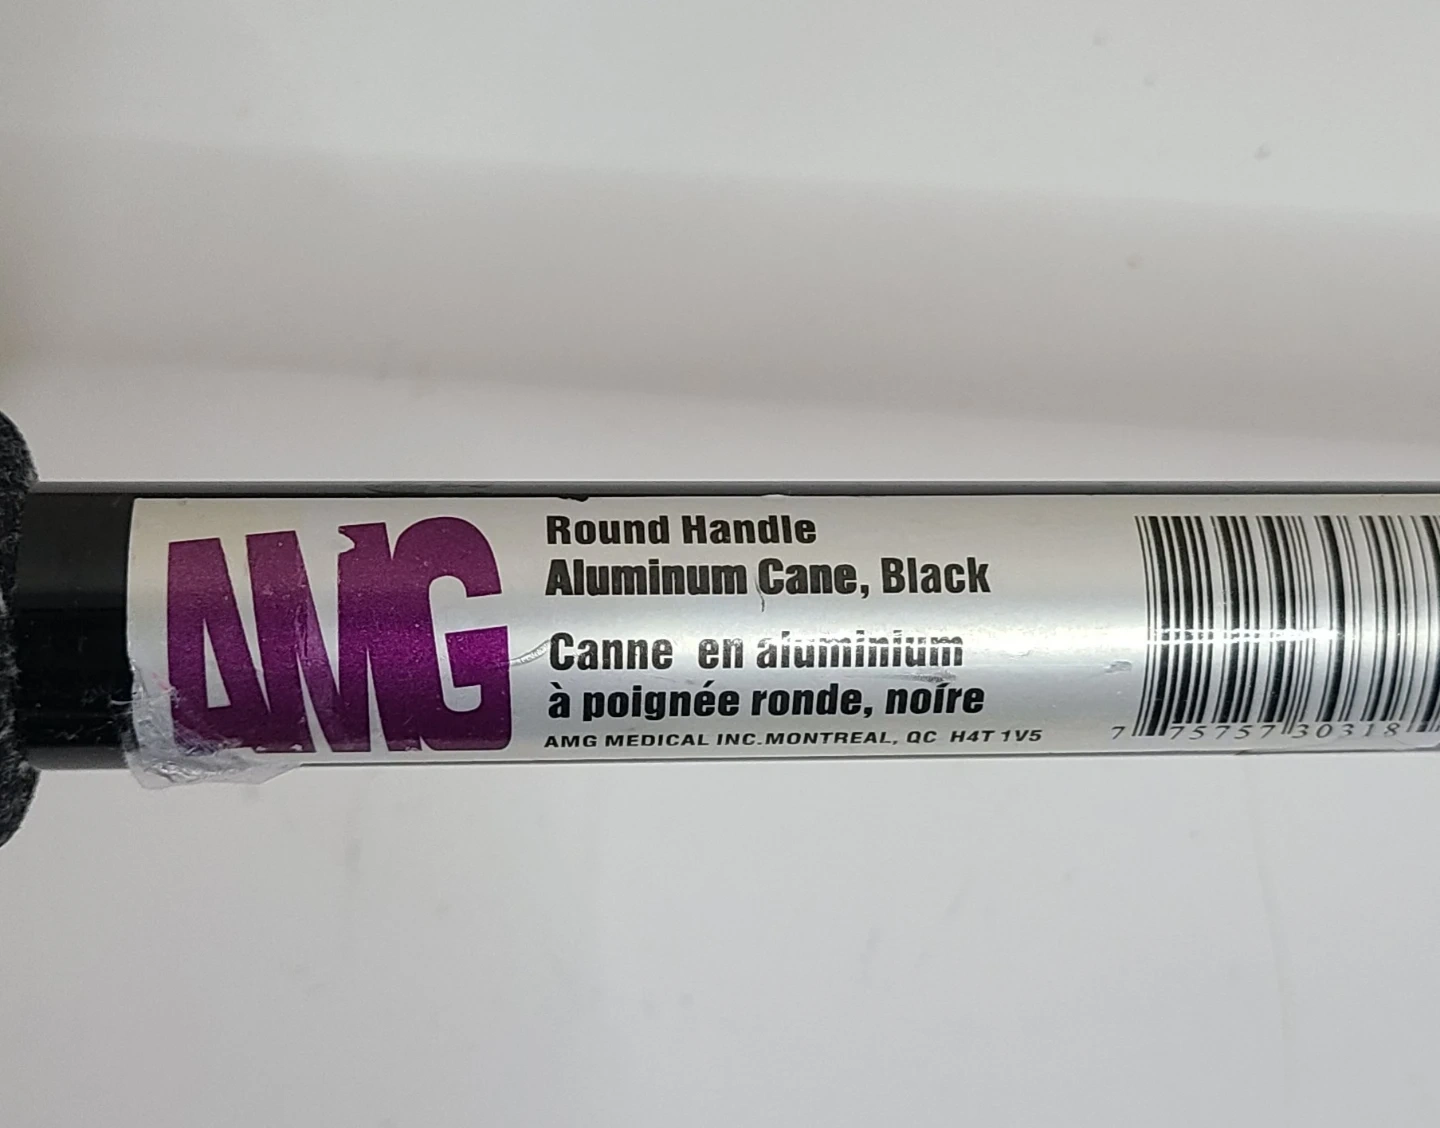 AMG
Round Handle
Aluminum Cane, Black
Canne en aluminium
à poignée ronde, noire
AMG MEDICAL INC. MONTREAL, QC H4T 1V5
7 75757 30318